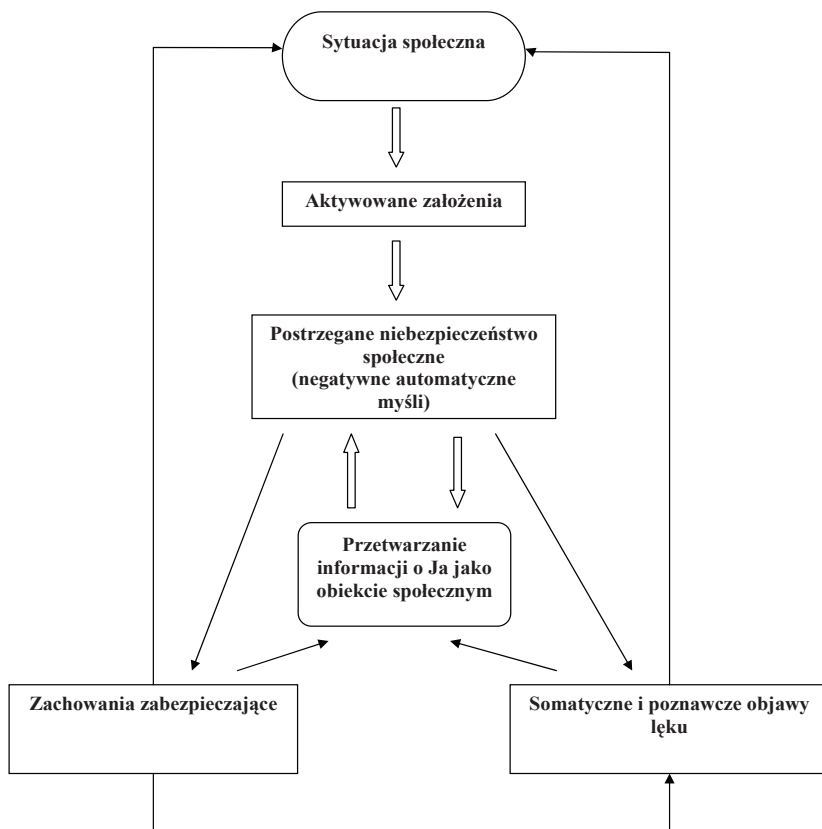 Sytuacja społeczna
Aktywowane założenia
Postrzegane niebezpieczeństwo
społeczne
(negatywne automatyczne
myśli)
Przetwarzanie
informacji o Ja jako
obiekcie społecznym
Zachowania zabezpieczające
Somatyczne i poznawcze objawy
lęku